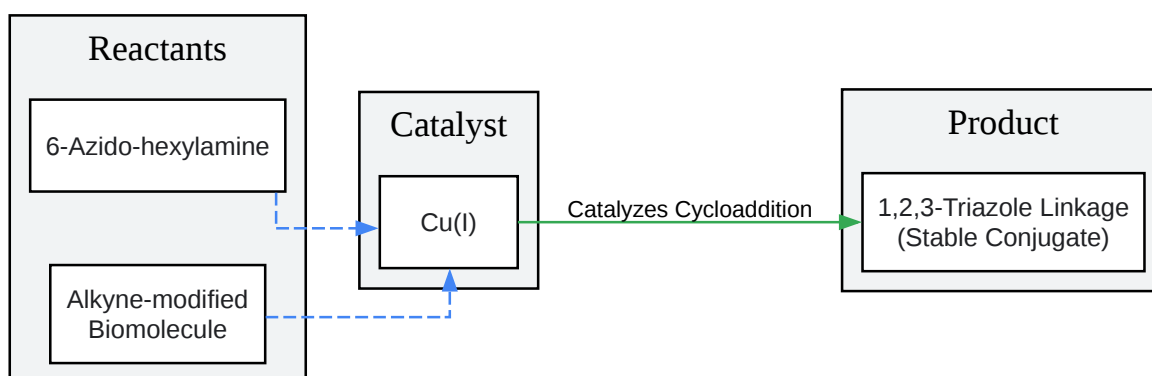 Reactants
6-Azido-hexylamine
Alkyne-modified
Biomolecule
Catalyst
Cu(I)
Catalyzes Cycloaddition
Product
1,2,3-Triazole Linkage
(Stable Conjugate)